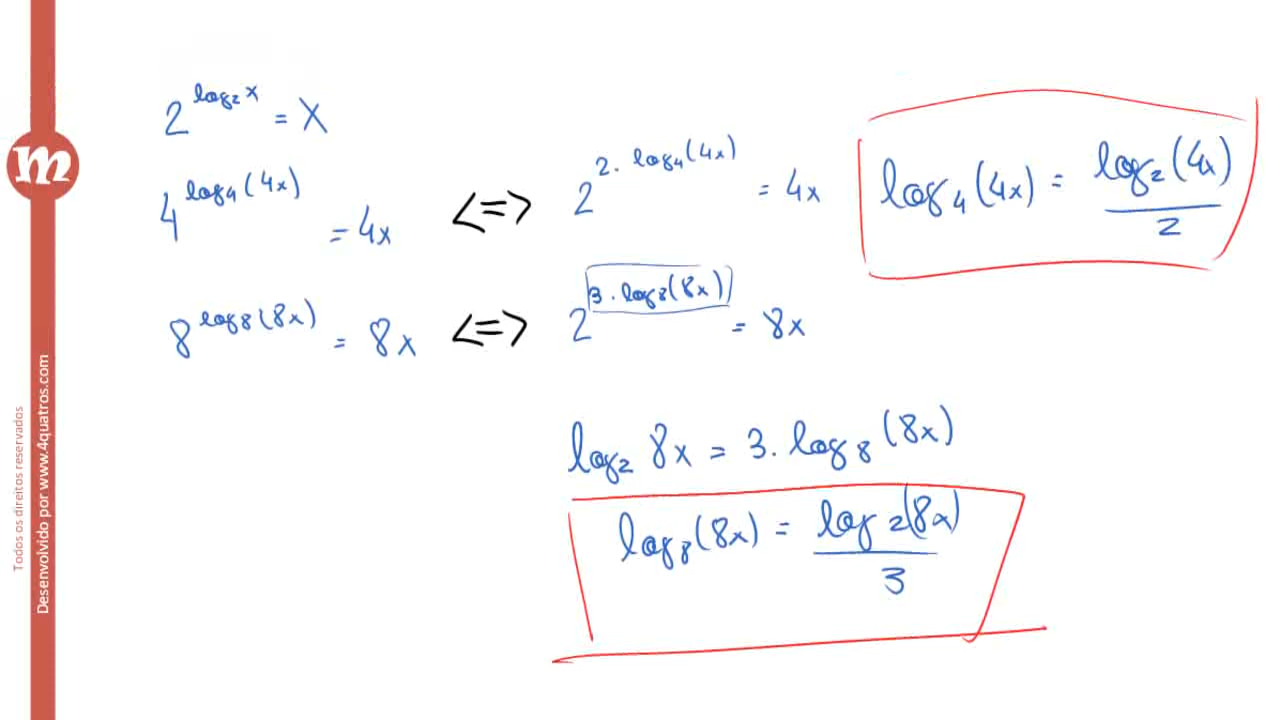 2^{log₂ x} = x
4^{log₄(4x)} = 4x <=> 2^{2·log₄(4x)} = 4x
log₄(4x) = log₂(4x) / 2
8^{log₈(8x)} = 8x <=> 2^{3·log₈(8x)} = 8x
log₂ 8x = 3·log₈(8x)
log₈(8x) = log₂(8x) / 3
m
Todos os direitos reservados
Desenvolvido por www.4quatros.com